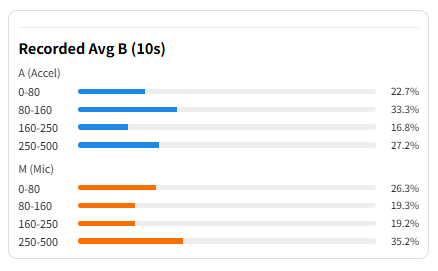 Recorded Avg B (10s)
A (Accel)
0-80 22.7%
80-160 33.3%
160-250 16.8%
250-500 27.2%
M (Mic)
0-80 26.3%
80-160 19.3%
160-250 19.2%
250-500 35.2%